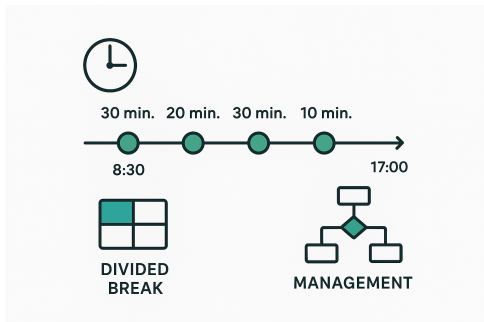 30 min. 20 min. 30 min. 10 min.
8:30
17:00
DIVIDED
BREAK
MANAGEMENT